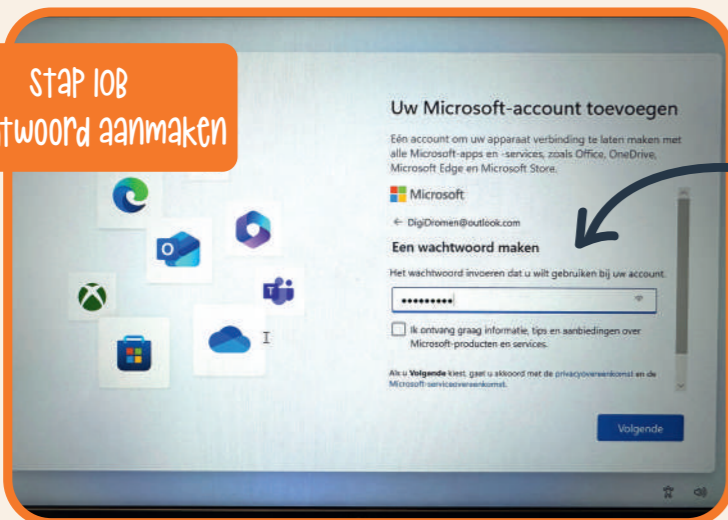 STAP 10B
twoord aanmaken
Uw Microsoft-account toevoegen
Eén account om uw apparaat verbinding te laten maken met
alle Microsoft-apps en -services, zoals Office, OneDrive,
Microsoft Edge en Microsoft Store.
Microsoft
← DigiDromen@outlook.com
Een wachtwoord maken
Het wachtwoord invoeren dat u wilt gebruiken bij uw account.
Ik ontvang graag informatie, tips en aanbiedingen over
Microsoft-producten en services.
Als u Volgende kiest, gaat u akkoord met de privacyovereenkomst en de
Microsoft-serviceovereenkomst.
Volgende